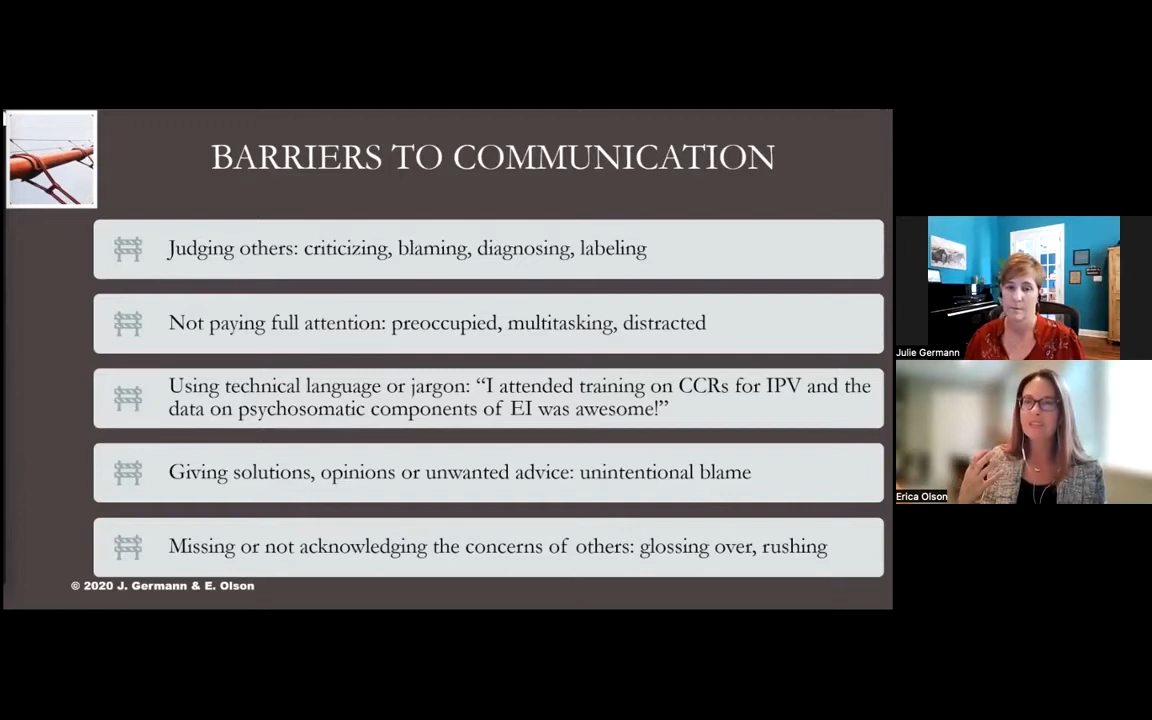 BARRIERS TO COMMUNICATION
Judging others: criticizing, blaming, diagnosing, labeling
Not paying full attention: preoccupied, multitasking, distracted
Using technical language or jargon: “I attended training on CCRs for IPV and the
data on psychosomatic components of EI was awesome!”
Giving solutions, opinions or unwanted advice: unintentional blame
Missing or not acknowledging the concerns of others: glossing over, rushing
© 2020 J. Germann & E. Olson
Julie Germann
Erica Olson